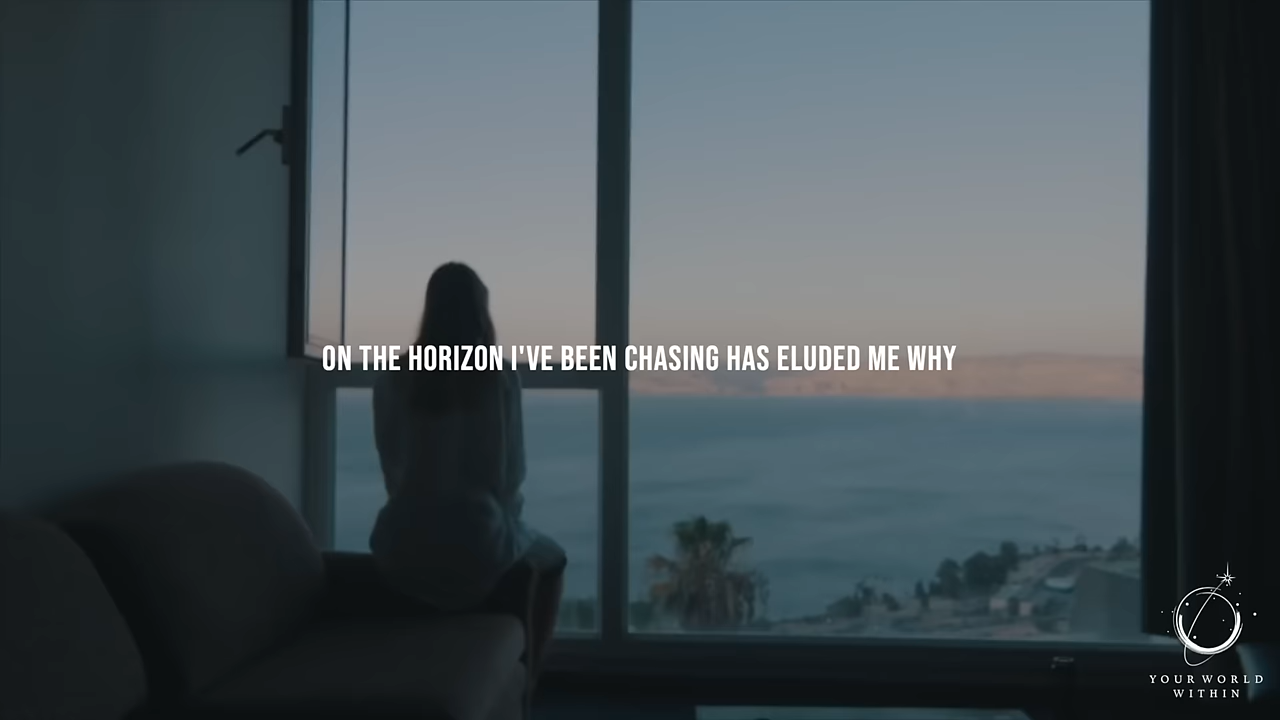 ON THE HORIZON I'VE BEEN CHASING HAS ELUDED ME WHY
YOUR WORLD
WITHIN